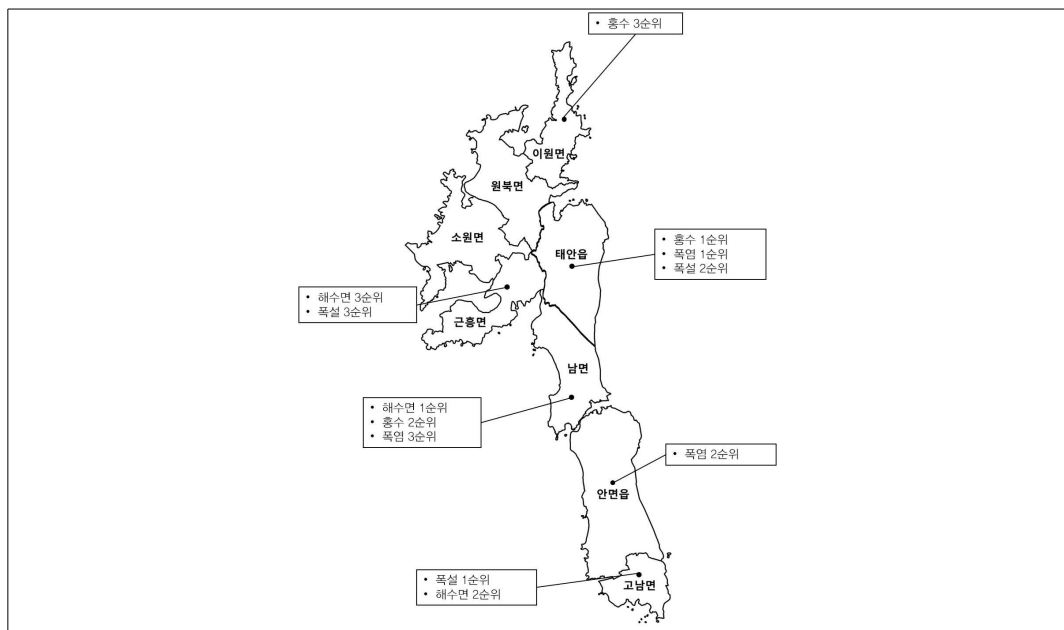 • 홍수 3순위
이원면
원북면
소원면
태안읍
• 홍수 1순위
• 폭염 1순위
• 폭설 2순위
• 해수면 3순위
• 폭설 3순위
근흥면
남면
• 해수면 1순위
• 홍수 2순위
• 폭염 3순위
• 폭염 2순위
안면읍
• 폭설 1순위
• 해수면 2순위
고남면